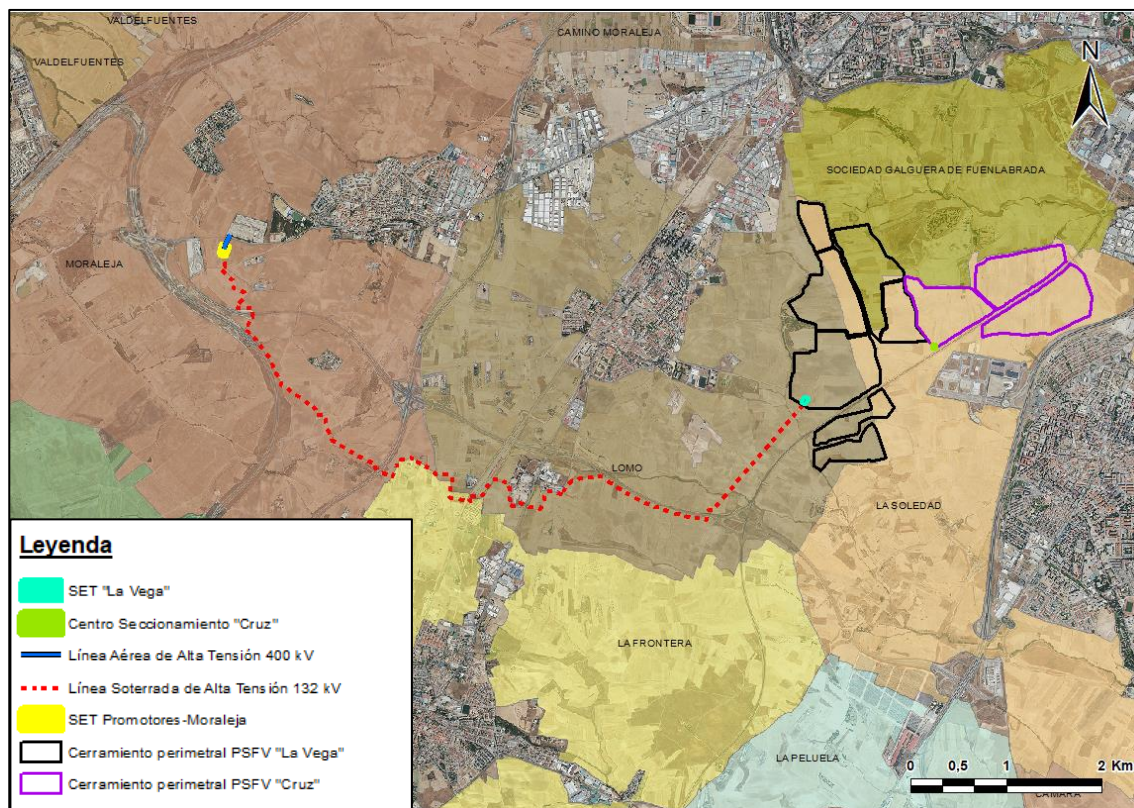 VALDELFUENTES
CAMINO MORALEJA
VALDELFUENTES
N
SOCIEDAD GALGUERA DE FUENLABRADA
MORALEJA
LOMO
LA SOLEDAD
Leyenda
SET "La Vega"
Centro Seccionamiento "Cruz"
Línea Aérea de Alta Tensión 400 kV
Línea Soterrada de Alta Tensión 132 kV
SET Promotores-Moraleja
Cerramiento perimetral PSFV "La Vega"
Cerramiento perimetral PSFV "Cruz"
LA FRONTERA
LA PELUELA
0 0,5 1 2 Km
CAMARA